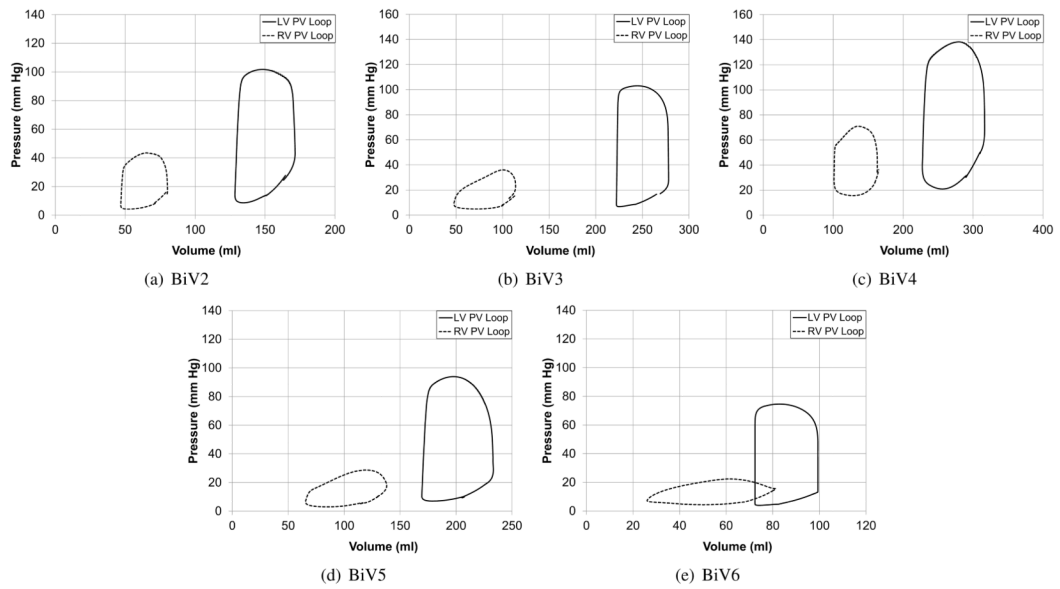 140
120
100
80
60
40
20
0
Pressure (mm Hg)
LV PV Loop
RV PV Loop
0 50 100 150 200
Volume (ml)
(a) BiV2
140
120
100
80
60
40
20
0
Pressure (mm Hg)
LV PV Loop
RV PV Loop
0 50 100 150 200 250 300
Volume (ml)
(b) BiV3
140
120
100
80
60
40
20
0
Pressure (mm Hg)
LV PV Loop
RV PV Loop
0 100 200 300 400
Volume (ml)
(c) BiV4
140
120
100
80
60
40
20
0
Pressure (mm Hg)
LV PV Loop
RV PV Loop
0 50 100 150 200 250
Volume (ml)
(d) BiV5
140
120
100
80
60
40
20
0
Pressure (mm Hg)
LV PV Loop
RV PV Loop
0 20 40 60 80 100 120
Volume (ml)
(e) BiV6